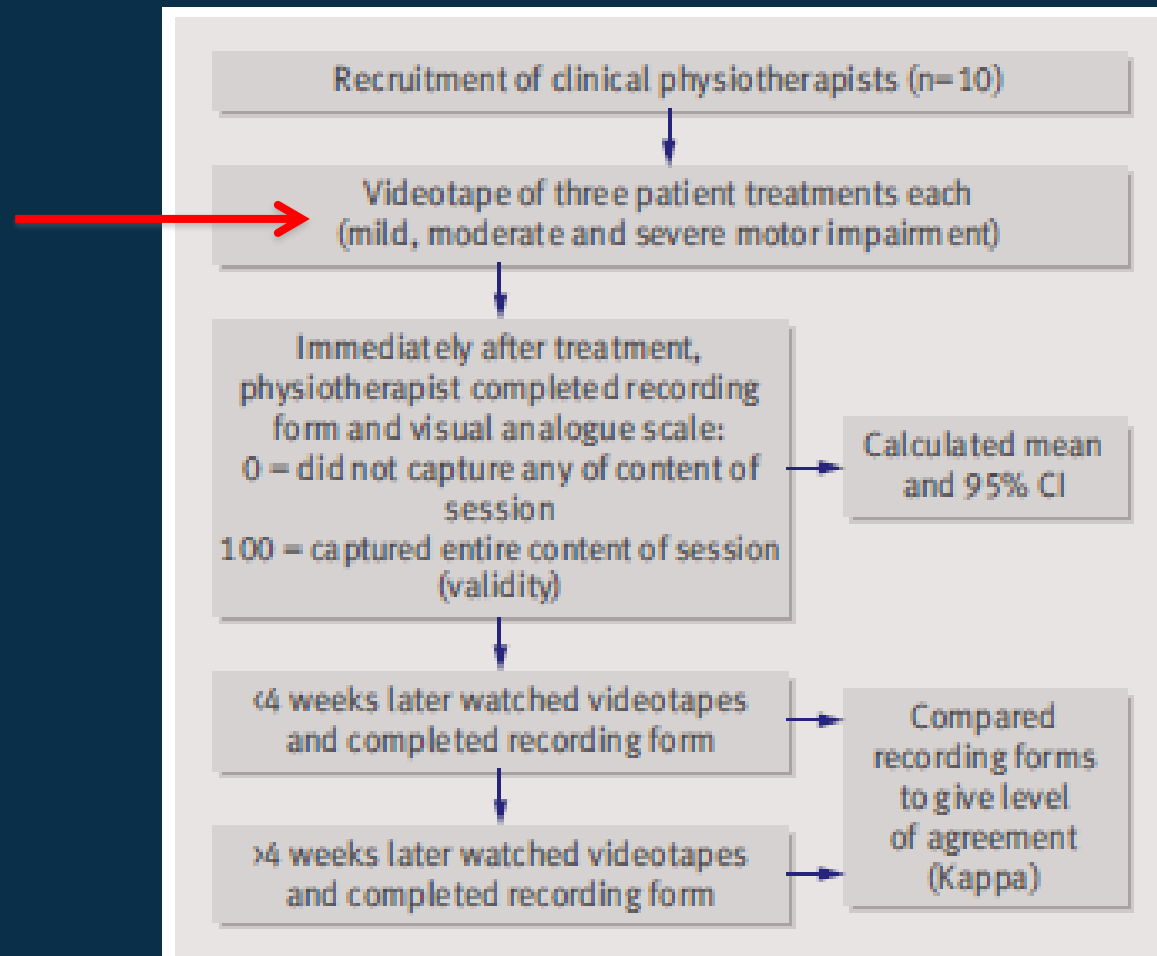 Recruitment of clinical physiotherapists (n=10)
Videotape of three patient treatments each
(mild, moderate and severe motor impairment)
Immediately after treatment,
physiotherapist completed recording
form and visual analogue scale:
0 = did not capture any of content of
session
100 = captured entire content of session
(validity)
Calculated mean
and 95% CI
<4 weeks later watched videotapes
and completed recording form
>4 weeks later watched videotapes
and completed recording form
Compared
recording forms
to give level
of agreement
(Kappa)